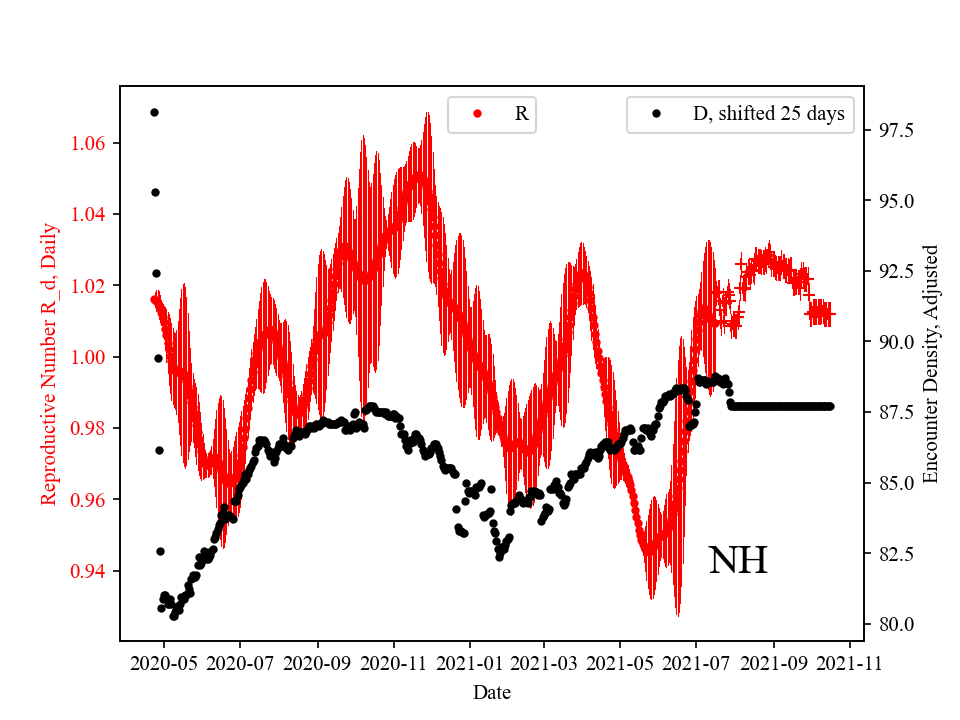 R
D, shifted 25 days
Reproductive Number R_d, Daily
1.06
1.04
1.02
1.00
0.98
0.96
0.94
97.5
95.0
92.5
90.0
87.5
85.0
82.5
80.0
Encounter Density, Adjusted
NH
2020-05 2020-07 2020-09 2020-11 2021-01 2021-03 2021-05 2021-07 2021-09 2021-11
Date